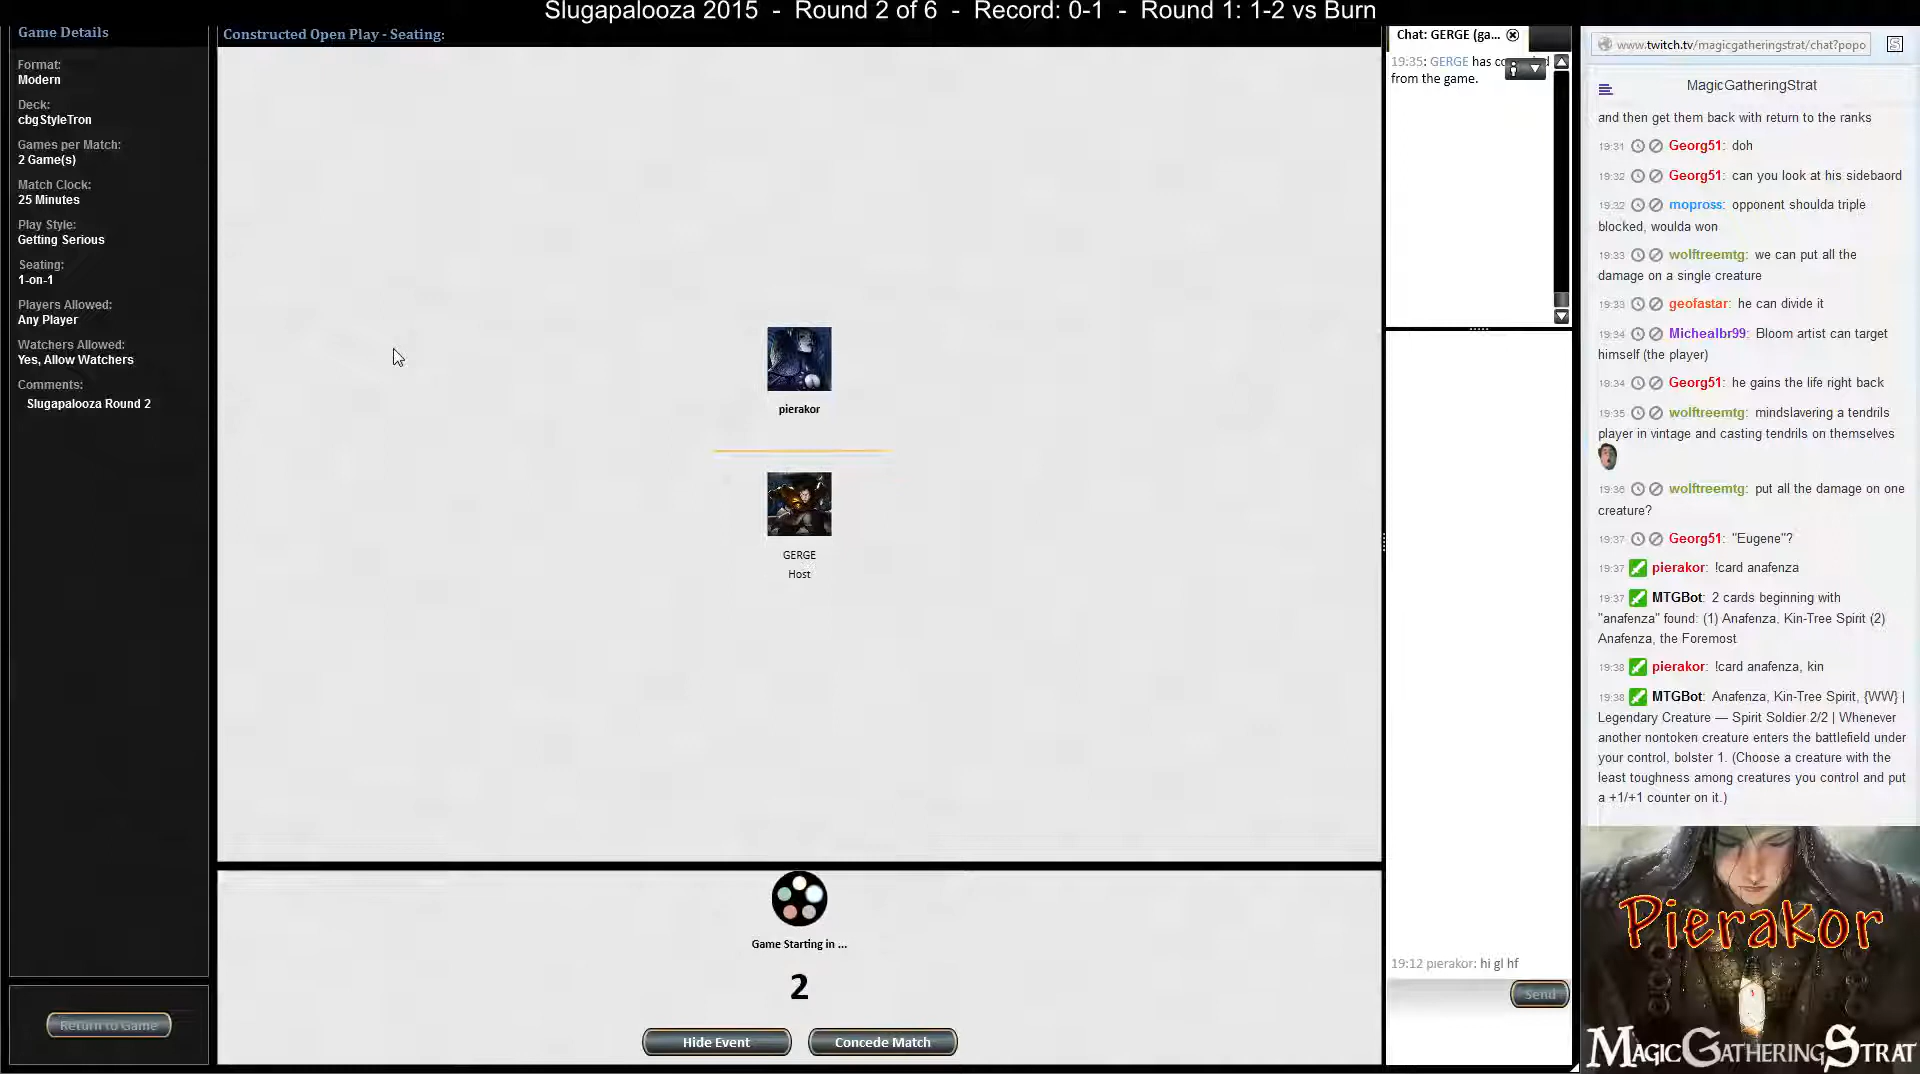 Slugapalooza 2015 - Round 2 of 6 - Record: 0-1 - Round 1: 1-2 vs Burn
Game Details
Format:
Modern
Deck:
cbgStyleTron
Games per Match:
2 Game(s)
Match Clock:
25 Minutes
Play Style:
Getting Serious
Seating:
1-on-1
Players Allowed:
Any Player
Watchers Allowed:
Yes, Allow Watchers
Comments:
Slugapalooza Round 2
Return to Game
Constructed Open Play - Seating:
pierakor
GERGE
Host
Game Starting in ...
2
Hide Event
Concede Match
Chat: GERGE (ga...
19:35: GERGE has
from the game.
19:12 pierakor: hi gl hf
Send
www.twitch.tv/magicgatheringstrat/chat?popo
MagicGatheringStrat
and then get them back with return to the ranks
19:31 Georg51: doh
19:32 Georg51: can you look at his sidebaord
19:32 mopross: opponent shoulda triple
blocked, woulda won
19:33 wolftreemtg: we can put all the
damage on a single creature
19:33 geofastar: he can divide it
19:34 Michealbr99: Bloom artist can target
himself (the player)
19:34 Georg51: he gains the life right back
19:35 wolftreemtg: mindslavering a tendrils
player in vintage and casting tendrils on themselves
19:36 wolftreemtg: put all the damage on one
creature?
19:37 Georg51: "Eugene"?
19:37 pierakor: !card anafenza
19:37 MTGBot: 2 cards beginning with
"anafenza" found: (1) Anafenza, Kin-Tree Spirit (2)
Anafenza, the Foremost
19:38 pierakor: !card anafenza, kin
19:38 MTGBot: Anafenza, Kin-Tree Spirit, {WW} |
Legendary Creature — Spirit Soldier 2/2 | Whenever
another nontoken creature enters the battlefield under
your control, bolster 1. (Choose a creature with the
least toughness among creatures you control and put
a +1/+1 counter on it.)
Pierakor
MAGICGATHERINGSTRAT